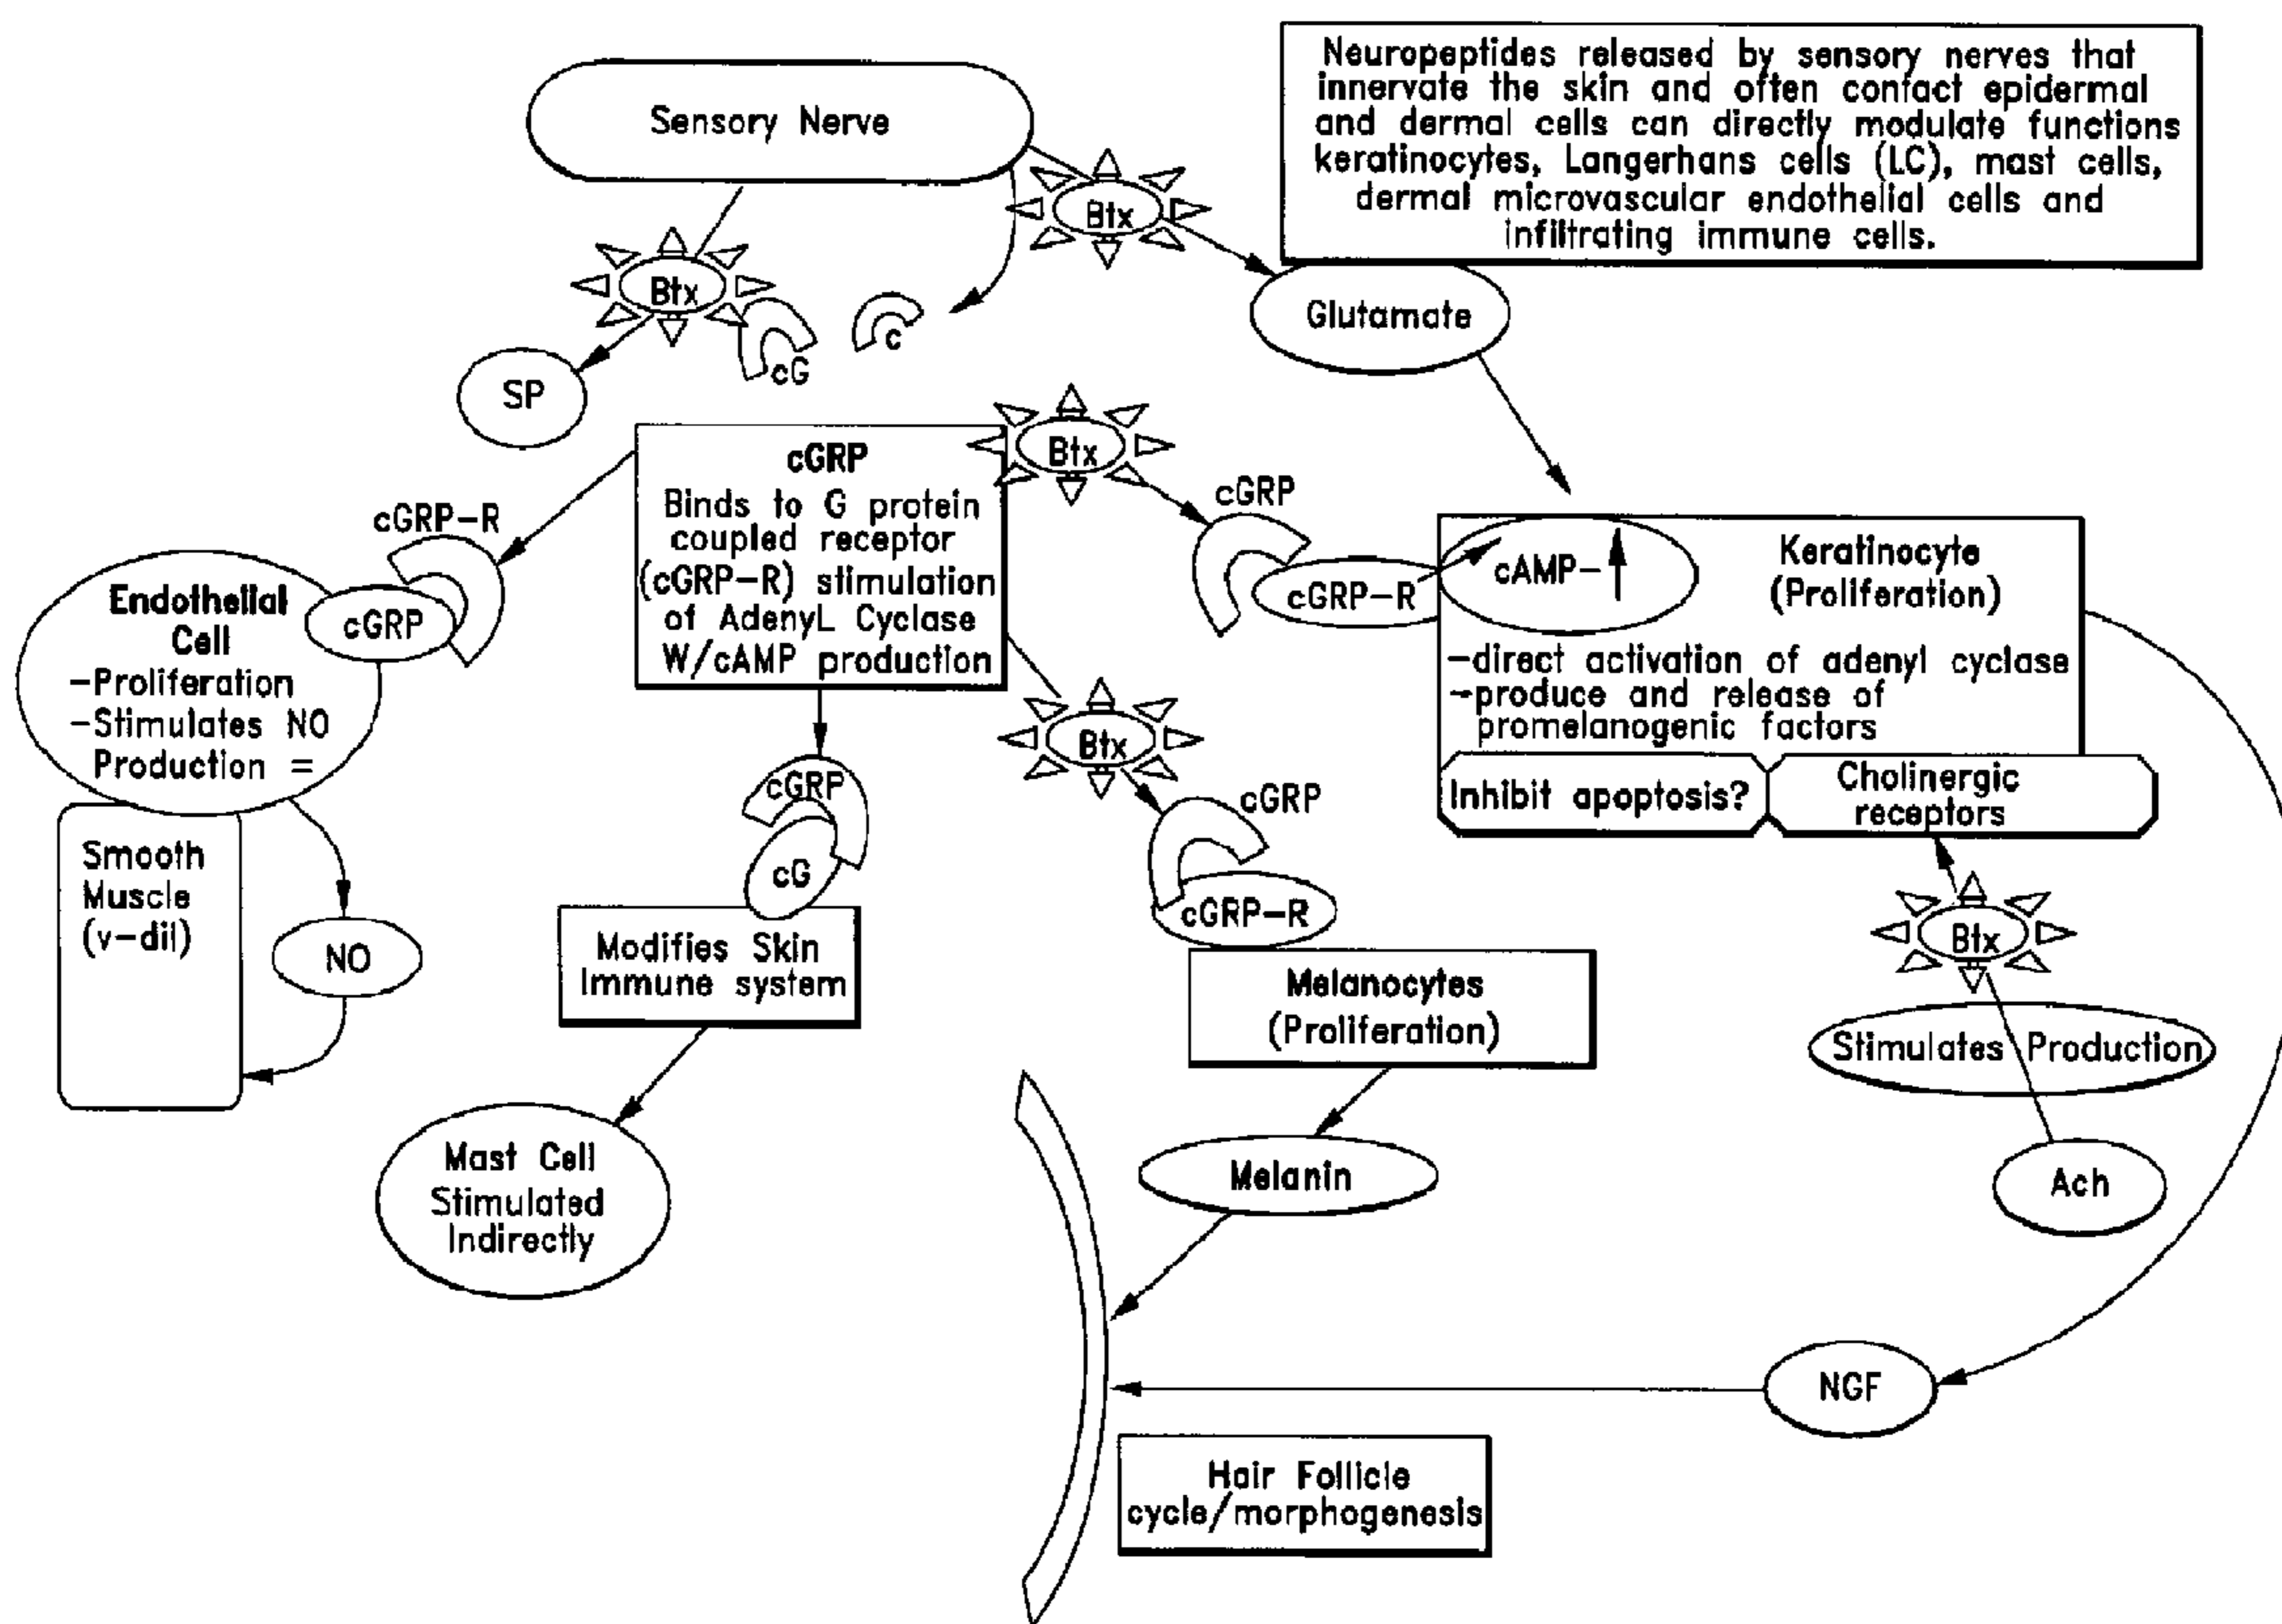 Neuropeptides released by sensory nerves that
innervate the skin and often contact epidermal
and dermal cells can directly modulate functions
keratinocytes, Langerhans cells (LC), mast cells,
dermal microvascular endothelial cells and
infiltrating immune cells.
Sensory Nerve
Btx
Btx
Glutamate
SP
cG
c
cGRP
Binds to G protein
coupled receptor
(cGRP-R) stimulation
of AdenyL Cyclase
W/cAMP production
Btx
cGRP
cGRP-R
cAMP-
Keratinocyte
(Proliferation)
-direct activation of adenyl cyclase
-produce and release of
promelanogenic factors
Inhibit apoptosis?
Cholinergic
receptors
cGRP-R
cGRP
Endothelial
Cell
-Proliferation
-Stimulates NO
Production =
Smooth
Muscle
(v-dil)
NO
cGRP
cG
Modifies Skin
Immune system
Mast Cell
Stimulated
Indirectly
Btx
cGRP
cGRP-R
Melanocytes
(Proliferation)
Melanin
Btx
Stimulates Production
Ach
NGF
Hair Follicle
cycle/morphogenesis